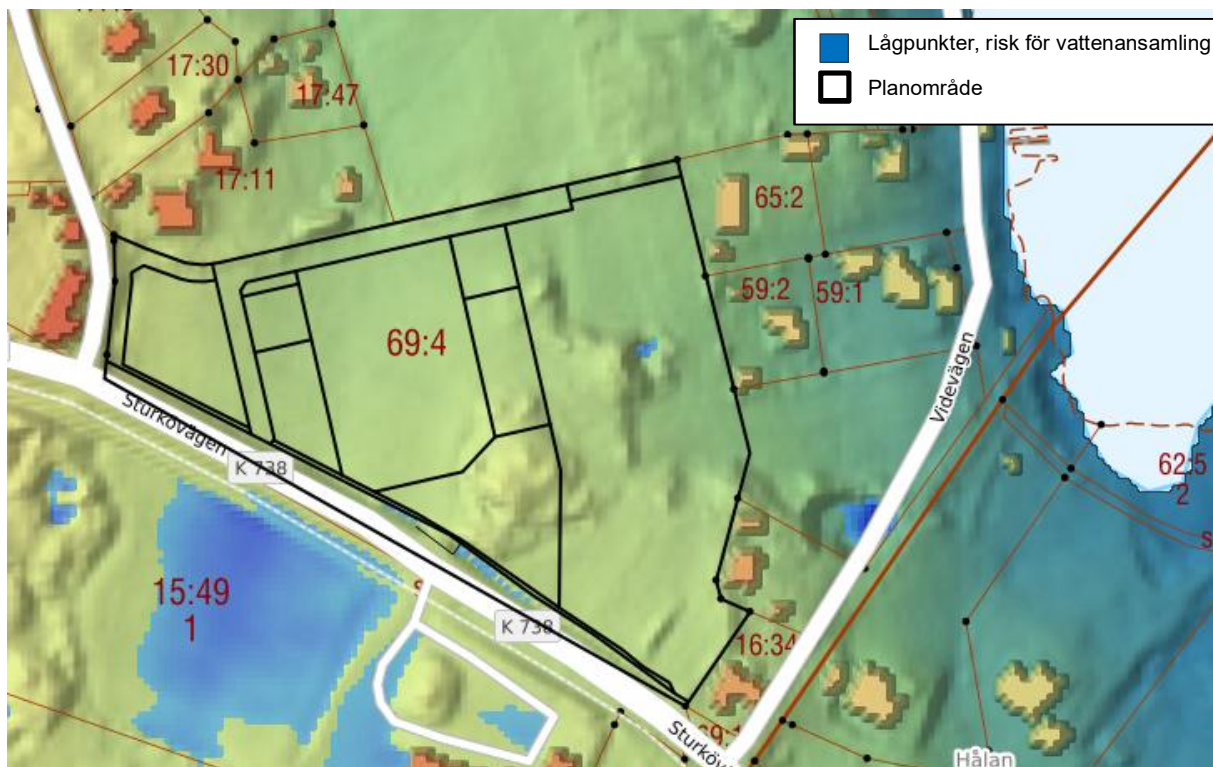 Lågpunkter, risk för vattenansamling
Planområde
17:30
17:47
17:11
65:2
59:2
59:1
69:4
Videvägen
Sturkövägen
K 738
62:5
2
15:49
1
K 738
16:34
Hålan